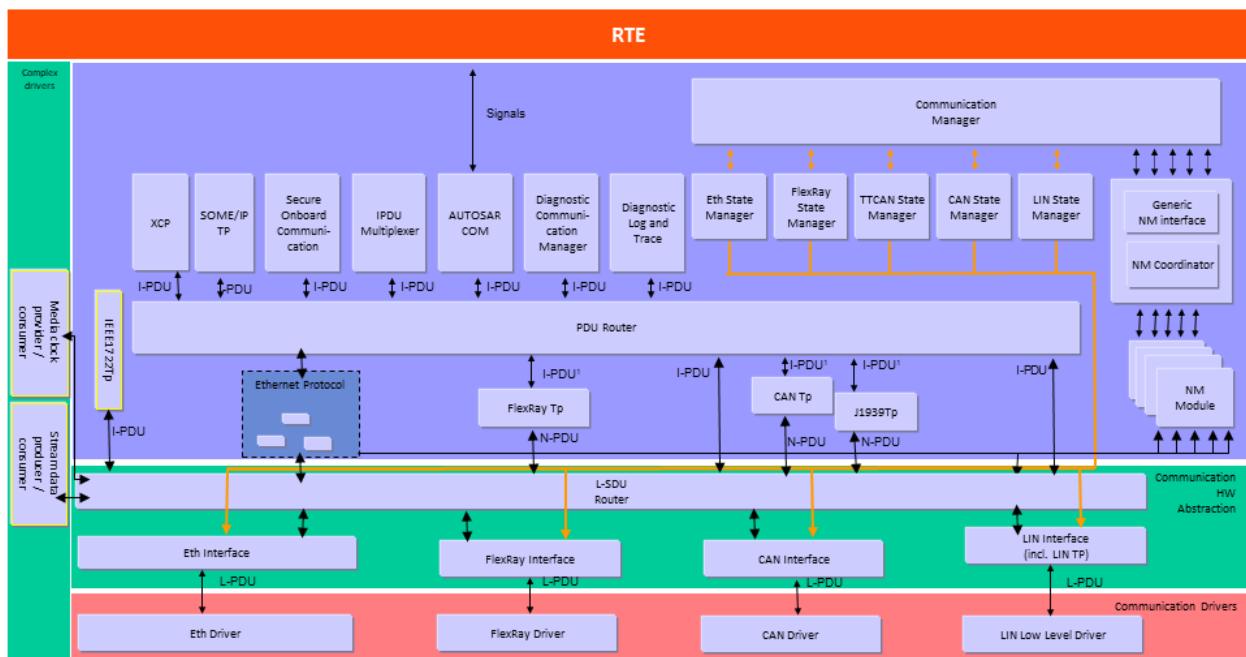 RTE
Complex
drivers
Signals
Communication
Manager
XCP
SOME/IP
TP
Secure
Onboard
Communi-
cation
IPDU
Multiplexer
AUTOSAR
COM
Diagnostic
Communi-
cation
Manager
Diagnostic
Log and
Trace
Eth State
Manager
FlexRay
State
Manager
TTCAN State
Manager
CAN State
Manager
LIN State
Manager
Generic
NM interface
NM Coordinator
I-PDU
I-PDU
I-PDU
I-PDU
I-PDU
I-PDU
I-PDU
PDU Router
Media clock
provider /
consumer
IEEE1722Tp
Ethernet Protocol
I-PDU¹
I-PDU
I-PDU¹
I-PDU¹
I-PDU
FlexRay Tp
CAN Tp
J1939Tp
NM
Module
Stream data
producer /
consumer
I-PDU
N-PDU
N-PDU
N-PDU
L-SDU
Router
Communication
HW
Abstraction
Eth Interface
FlexRay Interface
CAN Interface
LIN Interface
(incl. LIN TP)
L-PDU
L-PDU
L-PDU
L-PDU
Communication Drivers
Eth Driver
FlexRay Driver
CAN Driver
LIN Low Level Driver